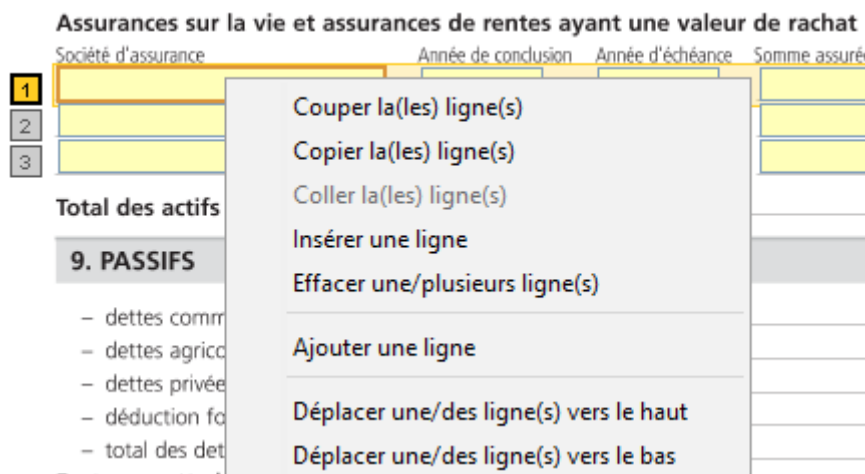 Assurances sur la vie et assurances de rentes ayant une valeur de rachat
Société d'assurance Année de conclusion Année d'échéance Somme assurée
1
2
3
Couper la(les) ligne(s)
Copier la(les) ligne(s)
Coller la(les) ligne(s)
Insérer une ligne
Effacer une/plusieurs ligne(s)
Ajouter une ligne
Déplacer une/des ligne(s) vers le haut
Déplacer une/des ligne(s) vers le bas
Total des actifs
9. PASSIFS
– dettes comm
– dettes agrico
– dettes privée
– déduction fo
– total des det